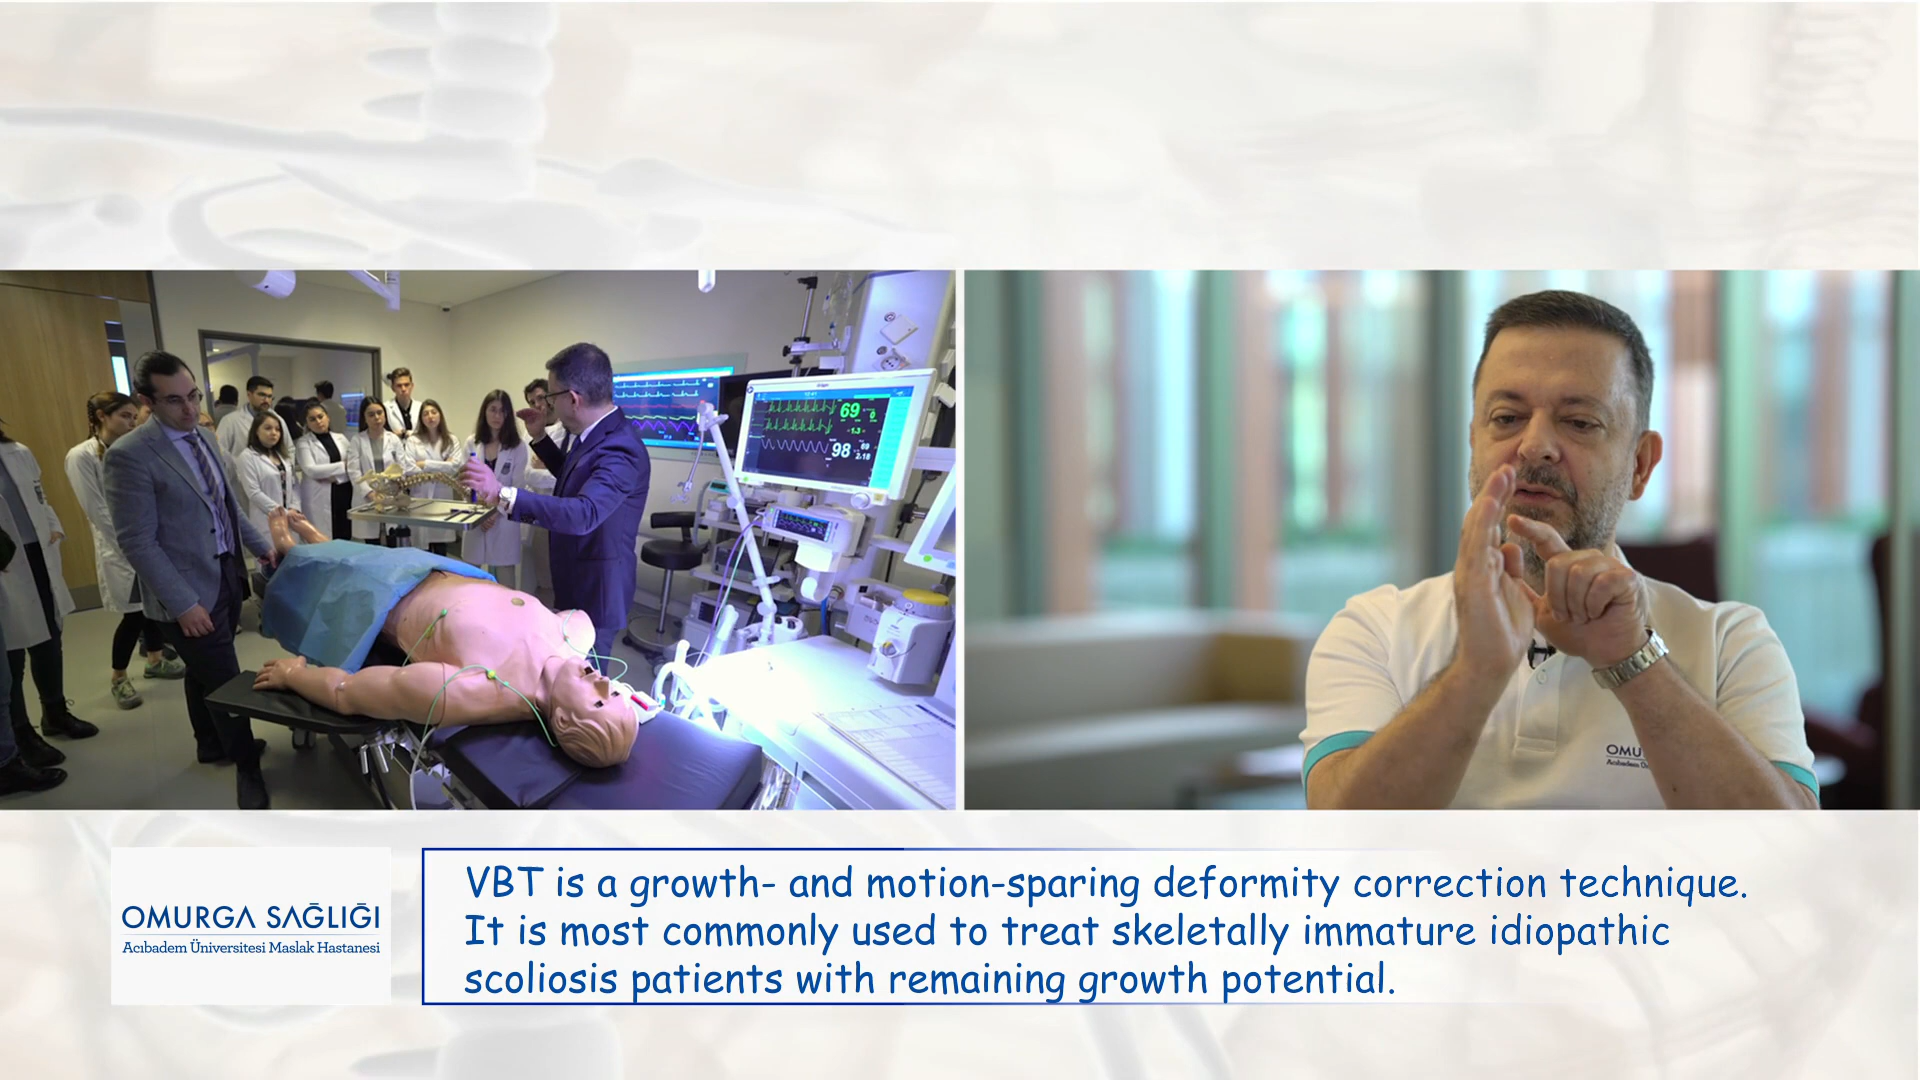 69
98
OMU
OMURGA SAĞLIĞI
Acıbadem Üniversitesi Maslak Hastanesi
VBT is a growth- and motion-sparing deformity correction technique.
It is most commonly used to treat skeletally immature idiopathic
scoliosis patients with remaining growth potential.